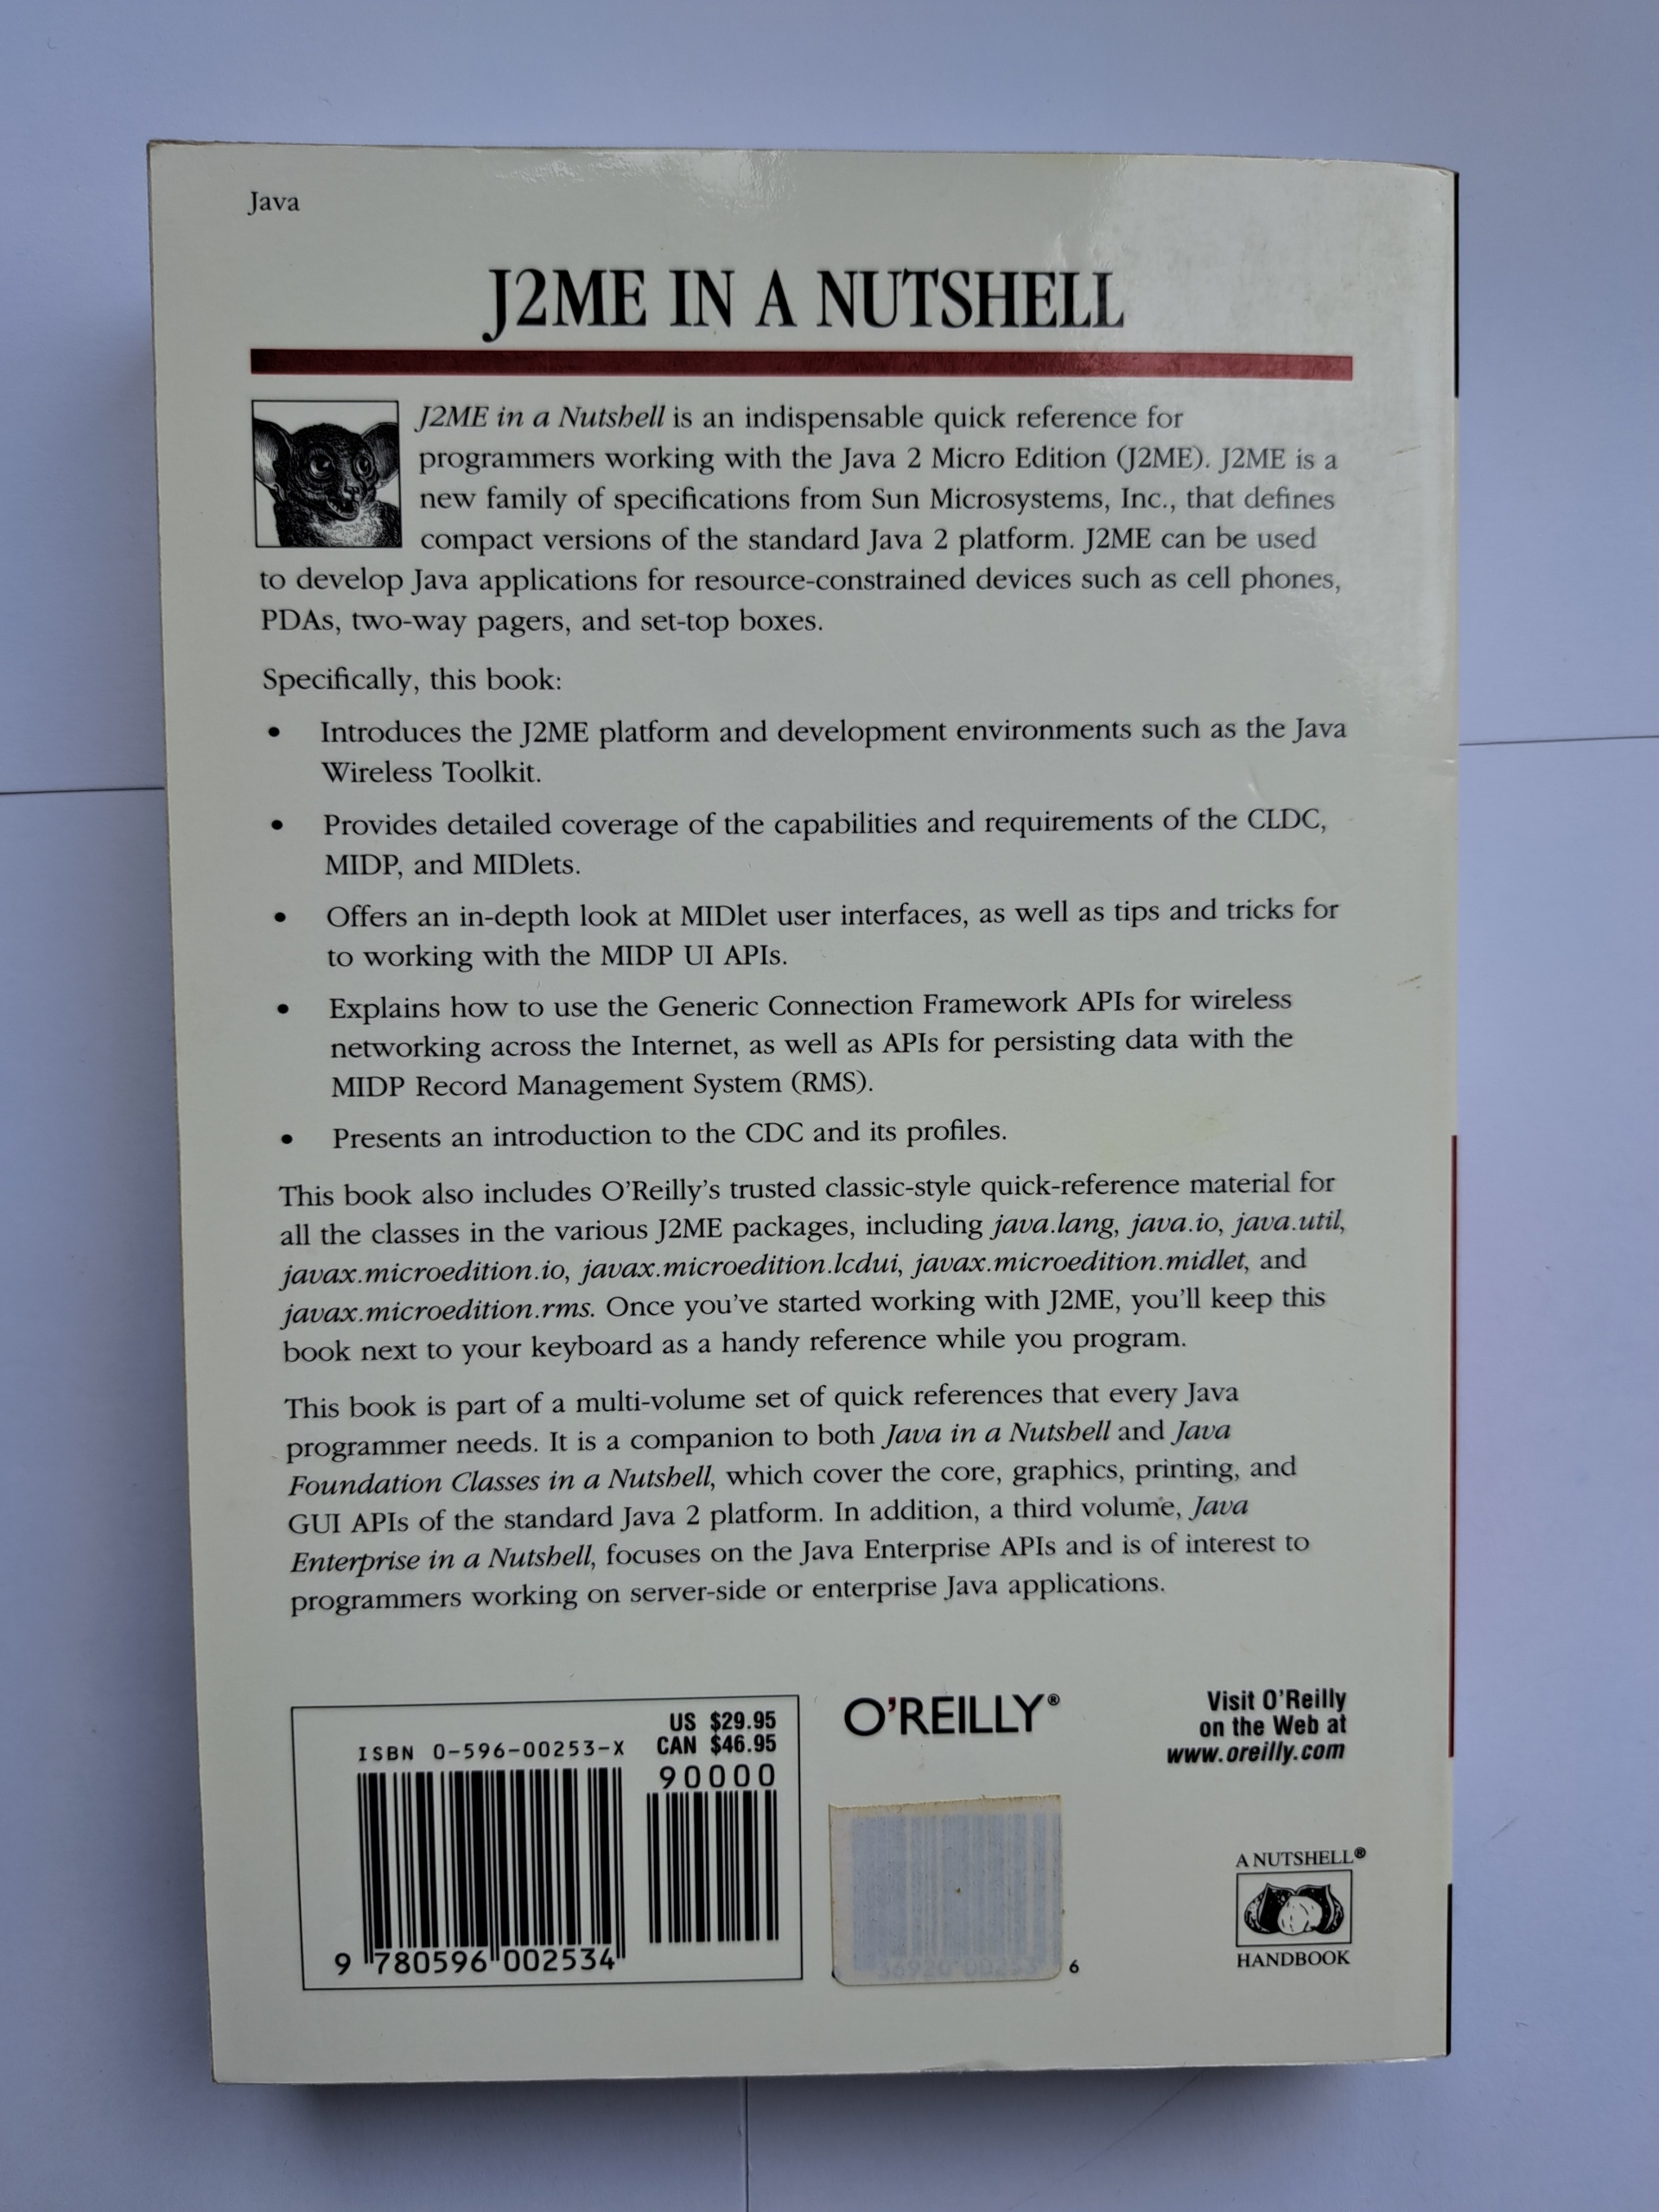 Java
J2ME IN A NUTSHELL
J2ME in a Nutshell is an indispensable quick reference for
programmers working with the Java 2 Micro Edition (J2ME). J2ME is a
new family of specifications from Sun Microsystems, Inc., that defines
compact versions of the standard Java 2 platform. J2ME can be used
to develop Java applications for resource-constrained devices such as cell phones,
PDAs, two-way pagers, and set-top boxes.
Specifically, this book:
• Introduces the J2ME platform and development environments such as the Java
Wireless Toolkit.
• Provides detailed coverage of the capabilities and requirements of the CLDC,
MIDP, and MIDlets.
• Offers an in-depth look at MIDlet user interfaces, as well as tips and tricks for
to working with the MIDP UI APIs.
• Explains how to use the Generic Connection Framework APIs for wireless
networking across the Internet, as well as APIs for persisting data with the
MIDP Record Management System (RMS).
• Presents an introduction to the CDC and its profiles.
This book also includes O'Reilly's trusted classic-style quick-reference material for
all the classes in the various J2ME packages, including java.lang, java.io, java.util,
javax.microedition.io, javax.microedition.lcdui, javax.microedition.midlet, and
javax.microedition.rms. Once you've started working with J2ME, you'll keep this
book next to your keyboard as a handy reference while you program.
This book is part of a multi-volume set of quick references that every Java
programmer needs. It is a companion to both Java in a Nutshell and Java
Foundation Classes in a Nutshell, which cover the core, graphics, printing, and
GUI APIs of the standard Java 2 platform. In addition, a third volume, Java
Enterprise in a Nutshell, focuses on the Java Enterprise APIs and is of interest to
programmers working on server-side or enterprise Java applications.
US $29.95
CAN $46.95
ISBN 0-596-00253-X
90000
9 780596 002534
O'REILLY®
6
Visit O'Reilly
on the Web at
www.oreilly.com
A NUTSHELL®
HANDBOOK